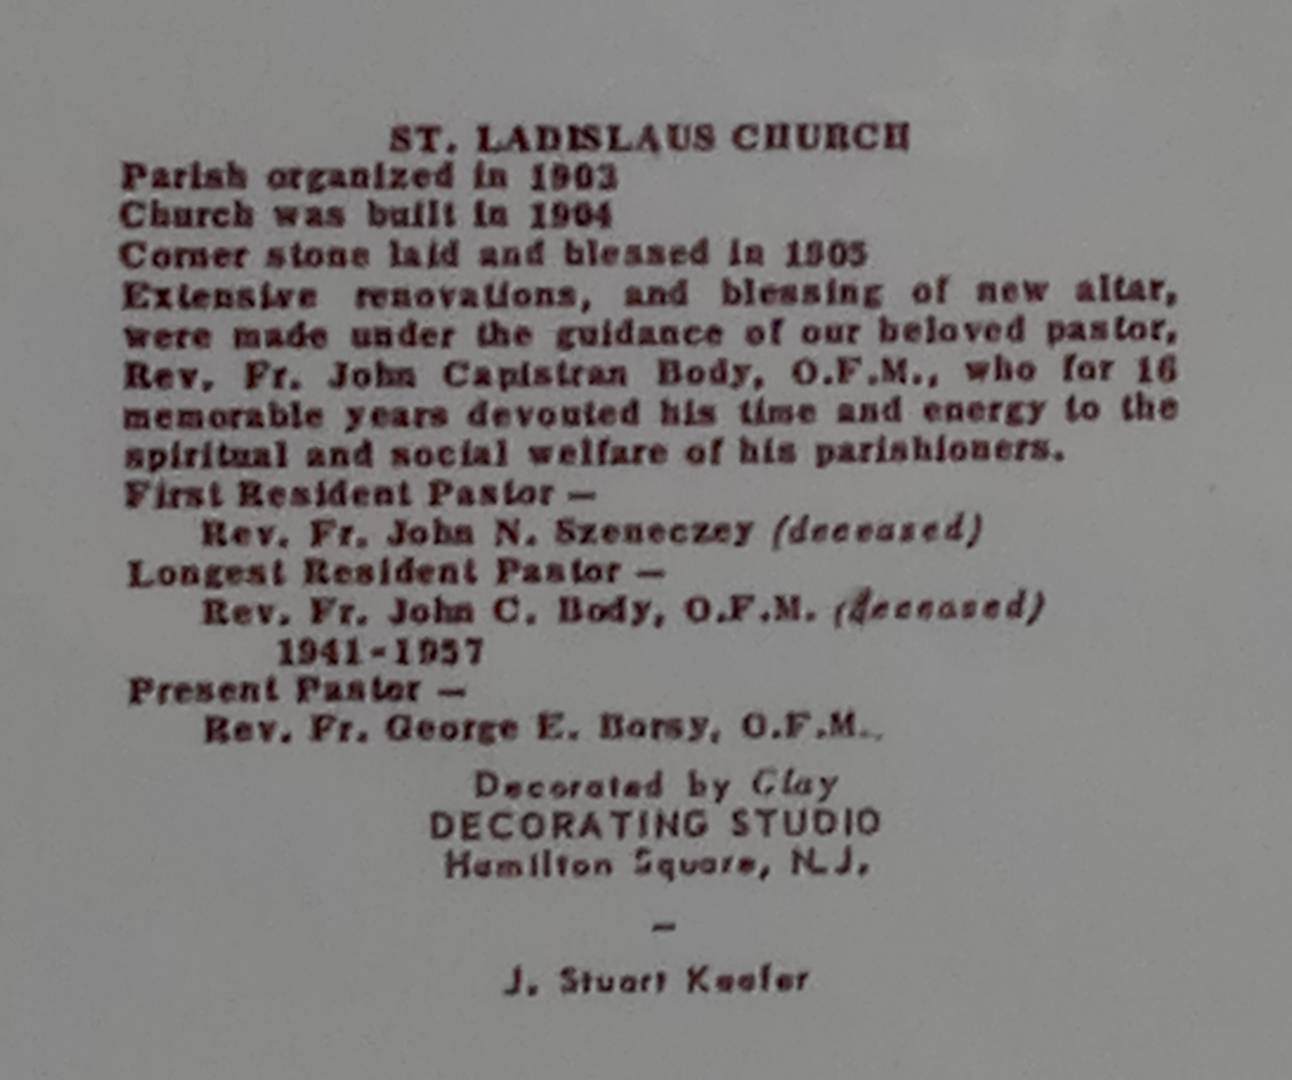 ST. LADISLAUS CHURCH
Parish organized in 1903
Church was built in 1904
Corner stone laid and blessed in 1905
Extensive renovations, and blessing of new altar,
were made under the guidance of our beloved pastor,
Rev. Fr. John Capistran Body, O.F.M., who for 16
memorable years devouted his time and energy to the
spiritual and social welfare of his parishioners.
First Resident Pastor —
Rev. Fr. John N. Szeneczey (deceased)
Longest Resident Pastor —
Rev. Fr. John C. Body, O.F.M. (deceased)
1941-1957
Present Pastor —
Rev. Fr. George E. Borsy, O.F.M.
Decorated by Clay
DECORATING STUDIO
Hamilton Square, N.J.
—
J. Stuart Keefer